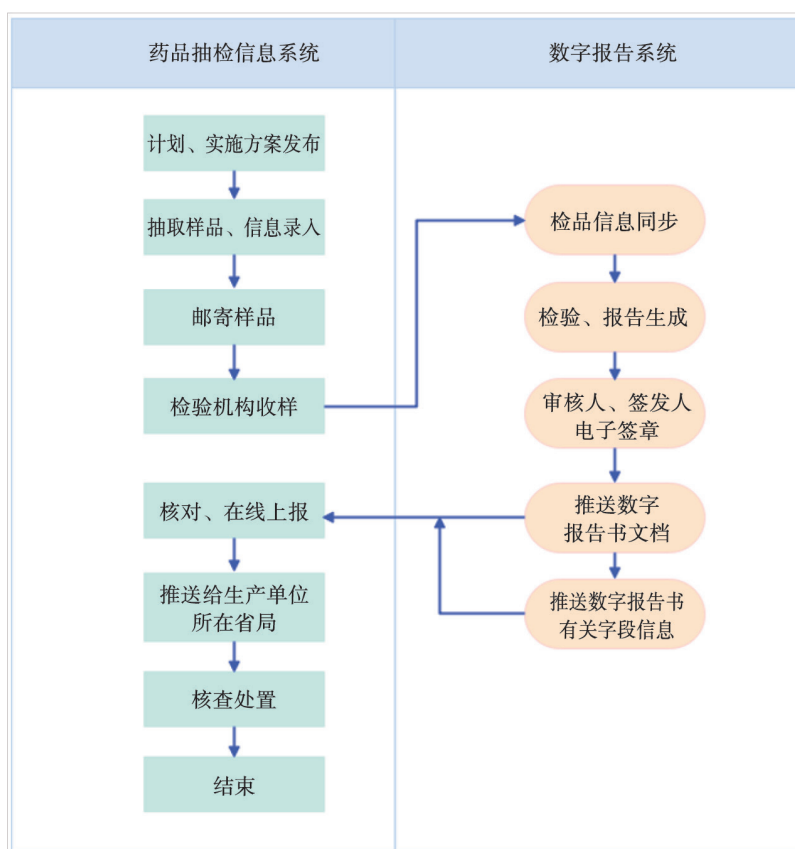 药品抽检信息系统
数字报告系统
计划、实施方案发布
抽取样品、信息录入
邮寄样品
检验机构收样
检品信息同步
检验、报告生成
审核人、签发人
电子签章
推送数字
报告书文档
推送数字报告书
有关字段信息
核对、在线上报
推送给生产单位
所在省局
核查处置
结束